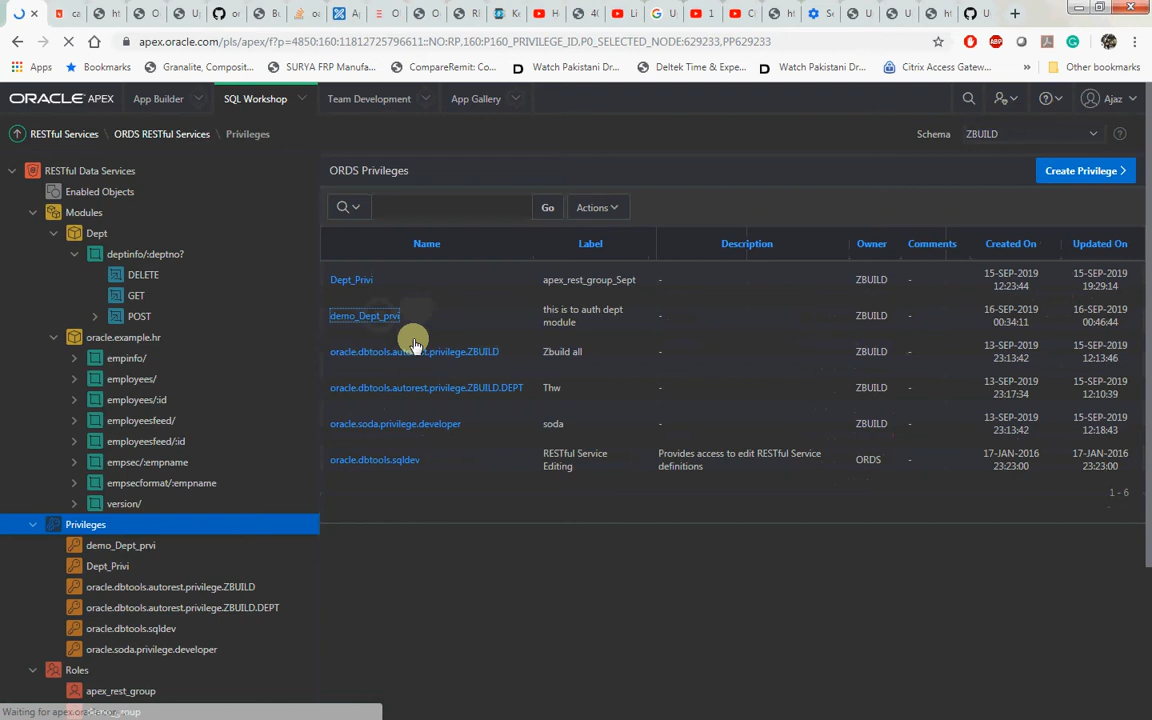 apex.oracle.com/pls/apex/f?p=4850:160:11812725796611::NO:RP,160:P160_PRIVILEGE_ID,P0_SELECTED_NODE:629233,PP629233
Apps Bookmarks Granalite, Composit... SURYA FRP Manufa... CompareRemit: Co... Watch Pakistani Dr... Deltek Time & Expe... Watch Pakistani Dr... Citrix Access Gatew... » Other bookmarks
ORACLE APEX App Builder SQL Workshop Team Development App Gallery Ajaz
RESTful Services \ ORDS RESTful Services \ Privileges Schema ZBUILD
RESTful Data Services
Enabled Objects
Modules
Dept
deptinfo/:deptno?
DELETE
GET
POST
oracle.example.hr
empinfo/
employees/
employees/:id
employeesfeed/
employeesfeed/:id
empsec/:empname
empsecformat/:empname
version/
Privileges
demo_Dept_prvi
Dept_Privi
oracle.dbtools.autorest.privilege.ZBUILD
oracle.dbtools.autorest.privilege.ZBUILD.DEPT
oracle.dbtools.sqldev
oracle.soda.privilege.developer
Roles
apex_rest_group
ORDS Privileges Create Privilege
Go Actions
Name Label Description Owner Comments Created On Updated On
Dept_Privi apex_rest_group_Sept - ZBUILD - 15-SEP-2019 12:23:44 15-SEP-2019 19:29:14
demo_Dept_prvi this is to auth dept module - ZBUILD - 16-SEP-2019 00:34:11 16-SEP-2019 00:46:44
oracle.dbtools.autorest.privilege.ZBUILD Zbuild all - ZBUILD - 13-SEP-2019 23:13:42 15-SEP-2019 12:13:46
oracle.dbtools.autorest.privilege.ZBUILD.DEPT Thw - ZBUILD - 13-SEP-2019 23:17:34 15-SEP-2019 12:10:39
oracle.soda.privilege.developer soda - ZBUILD - 13-SEP-2019 23:13:42 15-SEP-2019 12:18:43
oracle.dbtools.sqldev RESTful Service Editing Provides access to edit RESTful Service definitions ORDS - 17-JAN-2016 23:23:00 17-JAN-2016 23:23:00
1 - 6